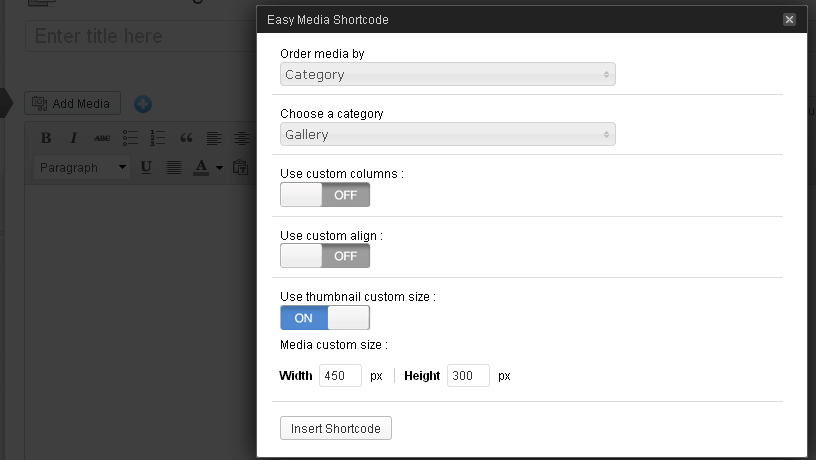 Easy Media Shortcode
Enter title here
Order media by
Category
Add Media
Choose a category
Gallery
B I ABC
Paragraph U A
Use custom columns :
OFF
Use custom align :
OFF
Use thumbnail custom size :
ON
Media custom size :
Width 450 px Height 300 px
Insert Shortcode